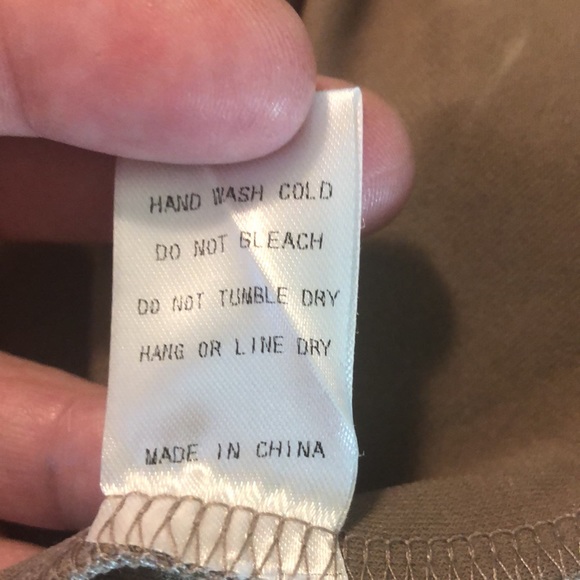 HAND WASH COLD
DO NOT BLEACH
DO NOT TUMBLE DRY
HANG OR LINE DRY
MADE IN CHINA